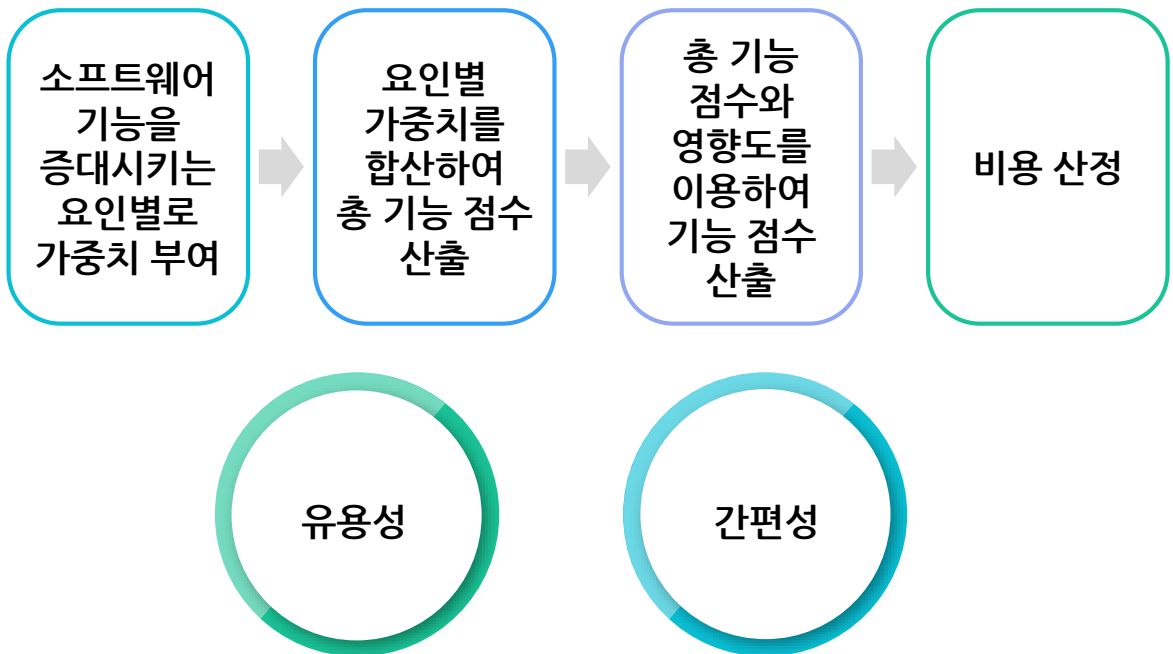 소프트웨어
기능을
증대시키는
요인별로
가중치 부여
요인별
가중치를
합산하여
총 기능 점수
산출
총 기능
점수와
영향도를
이용하여
기능 점수
산출
비용 산정
유용성
간편성